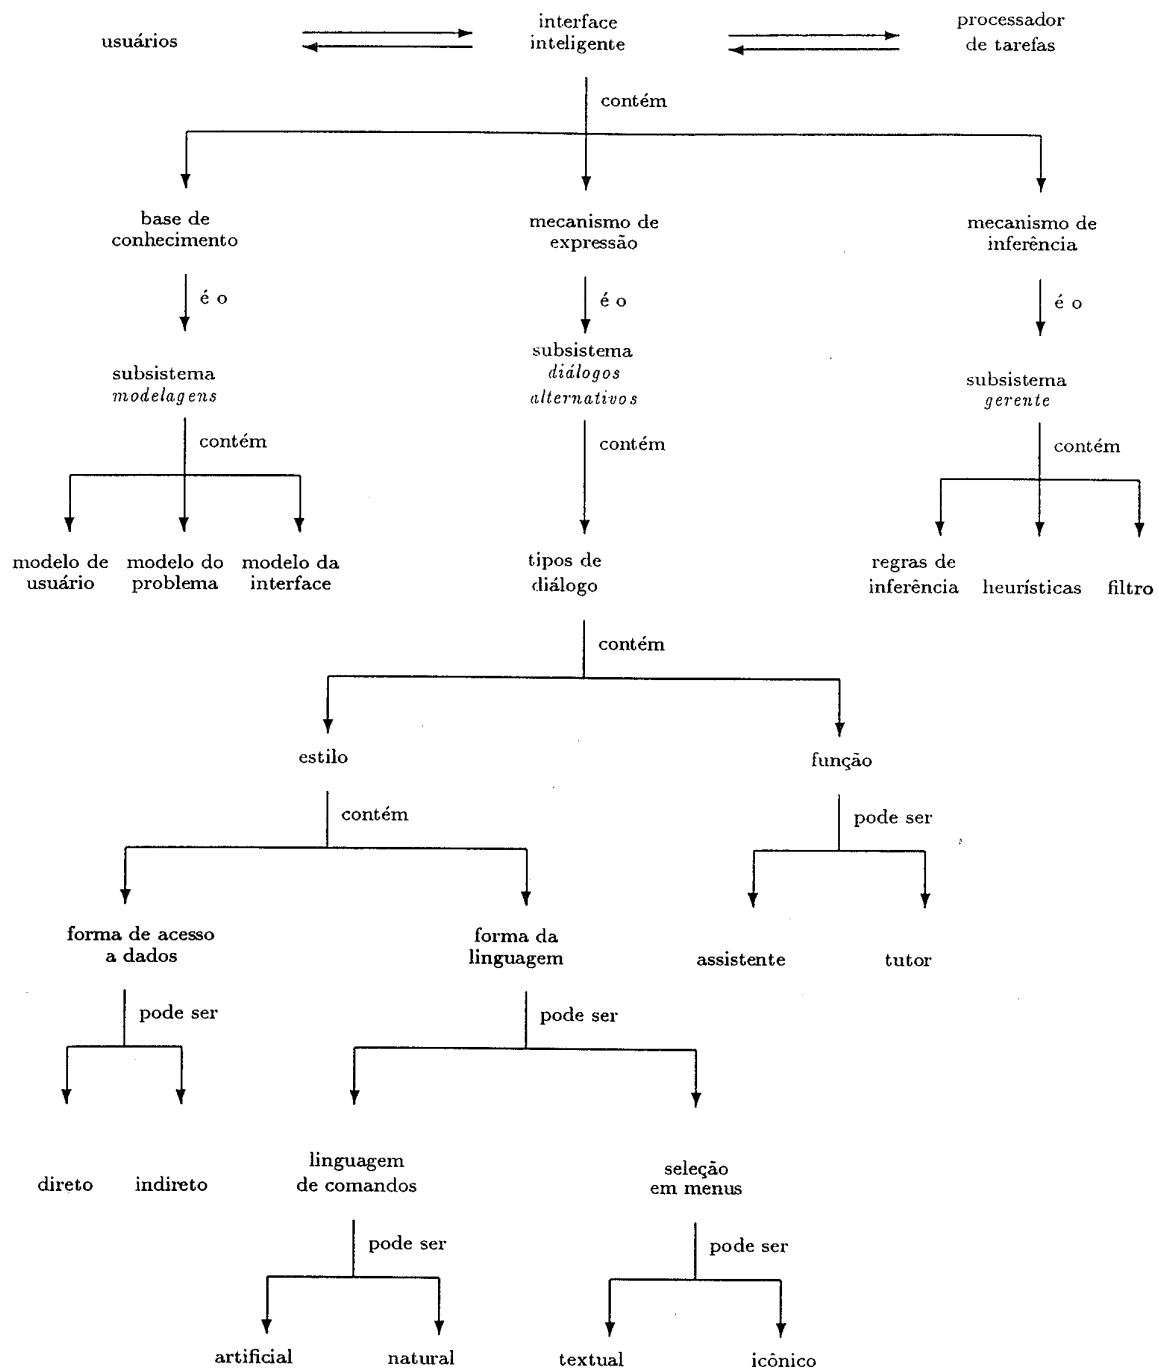 usuários
interface
inteligente
processador
de tarefas
contém
base de
conhecimento
mecanismo de
expressão
mecanismo de
inferência
é o
é o
é o
subsistema
modelagens
subsistema
diálogos
alternativos
subsistema
gerente
contém
contém
contém
modelo de
usuário
modelo do
problema
modelo da
interface
tipos de
diálogo
regras de
inferência
heurísticas
filtro
contém
estilo
função
contém
pode ser
forma de acesso
a dados
forma da
linguagem
assistente
tutor
pode ser
pode ser
direto
indireto
linguagem
de comandos
seleção
em menus
pode ser
pode ser
artificial
natural
textual
icônico